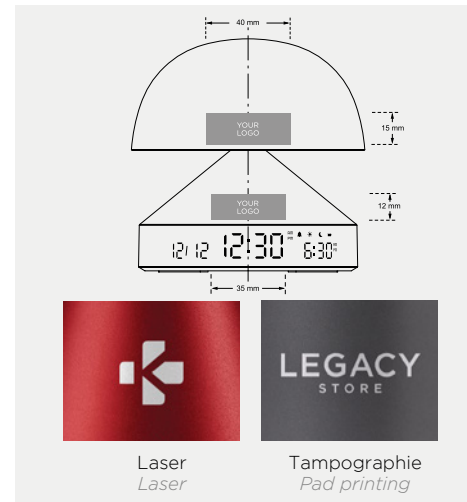 40 mm
YOUR
LOGO
15 mm
YOUR
LOGO
12 mm
12/12 12:30 6:30
35 mm
LEGACY
STORE
Laser
Laser
Tampographie
Pad printing